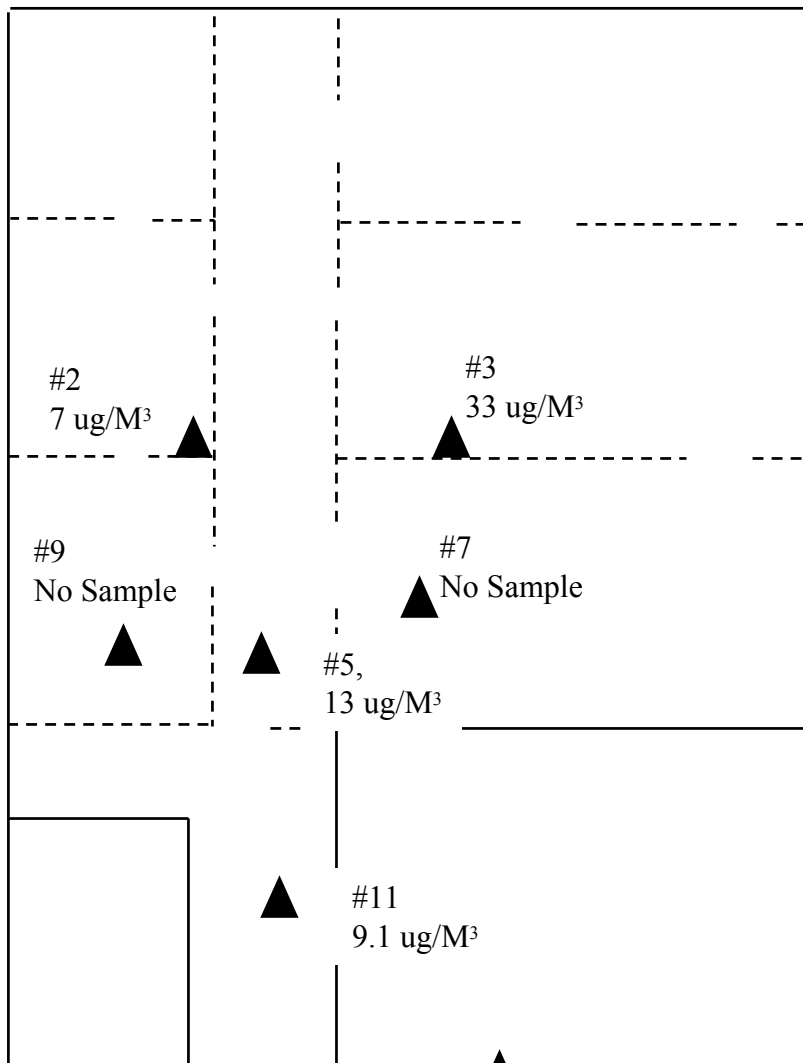 #2
7 ug/M³
#3
33 ug/M³
#9
No Sample
#7
No Sample
#5,
13 ug/M³
#11
9.1 ug/M³